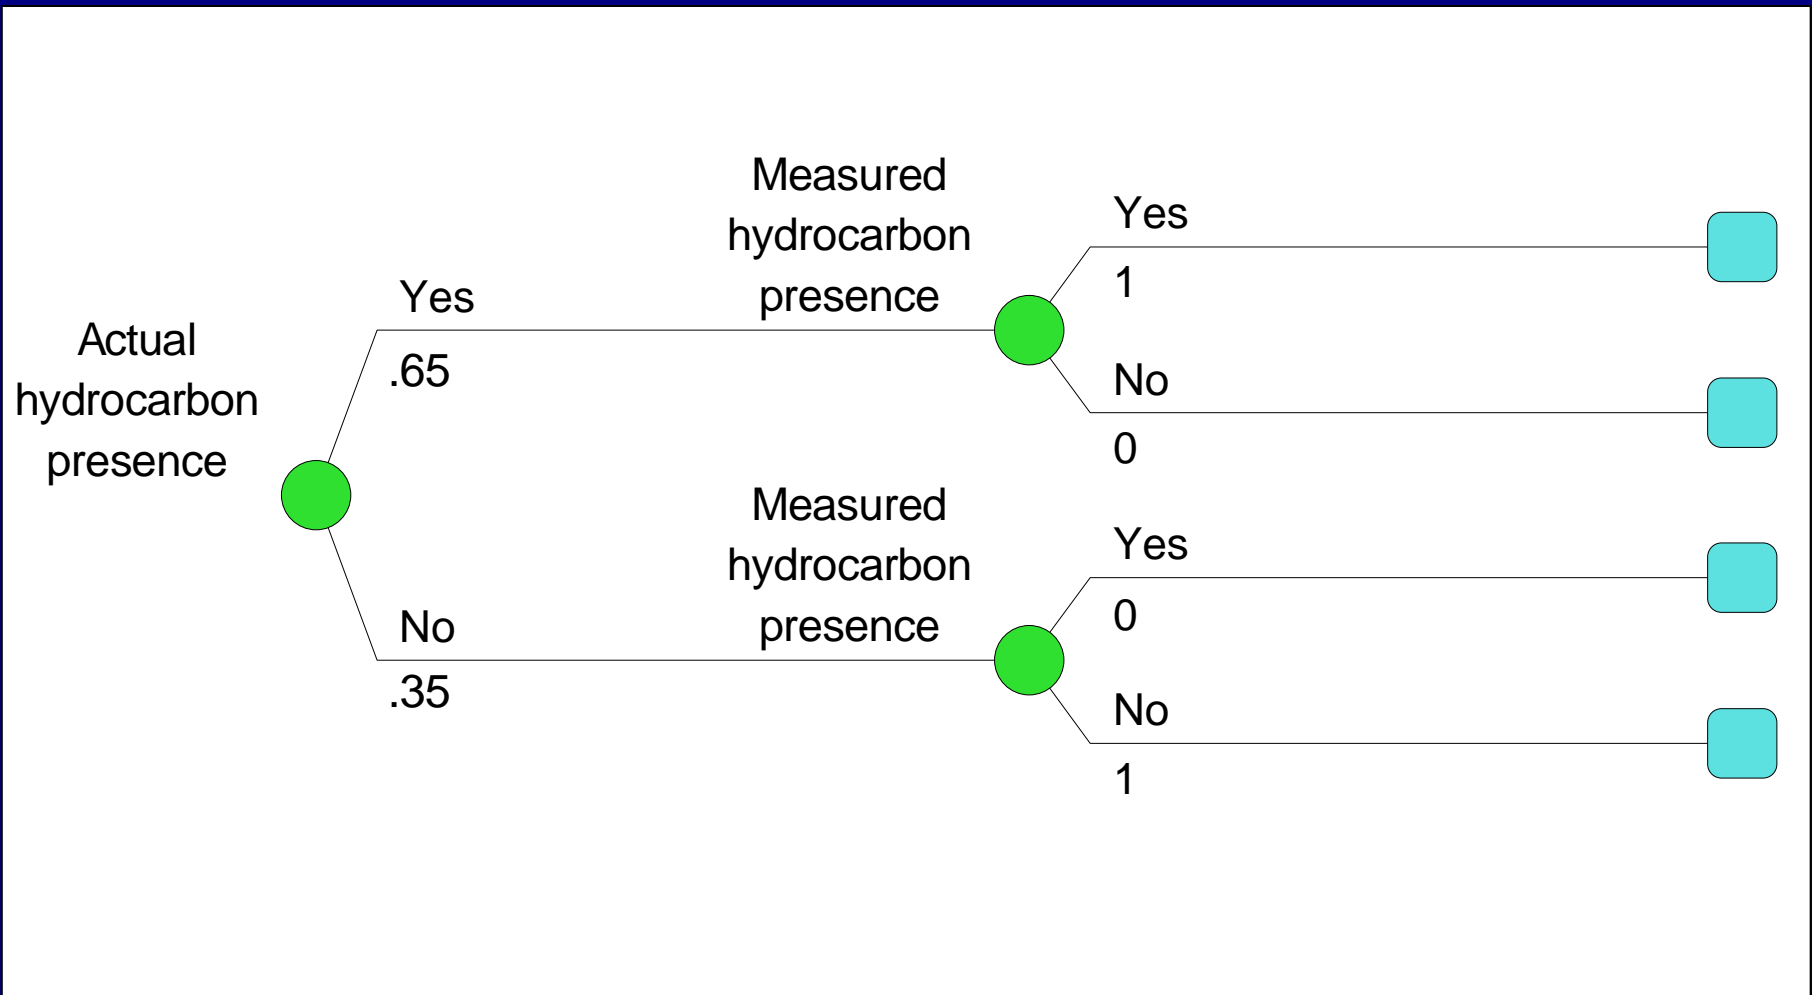 Actual
hydrocarbon
presence
Yes
.65
No
.35
Measured
hydrocarbon
presence
Yes
1
No
0
Measured
hydrocarbon
presence
Yes
0
No
1